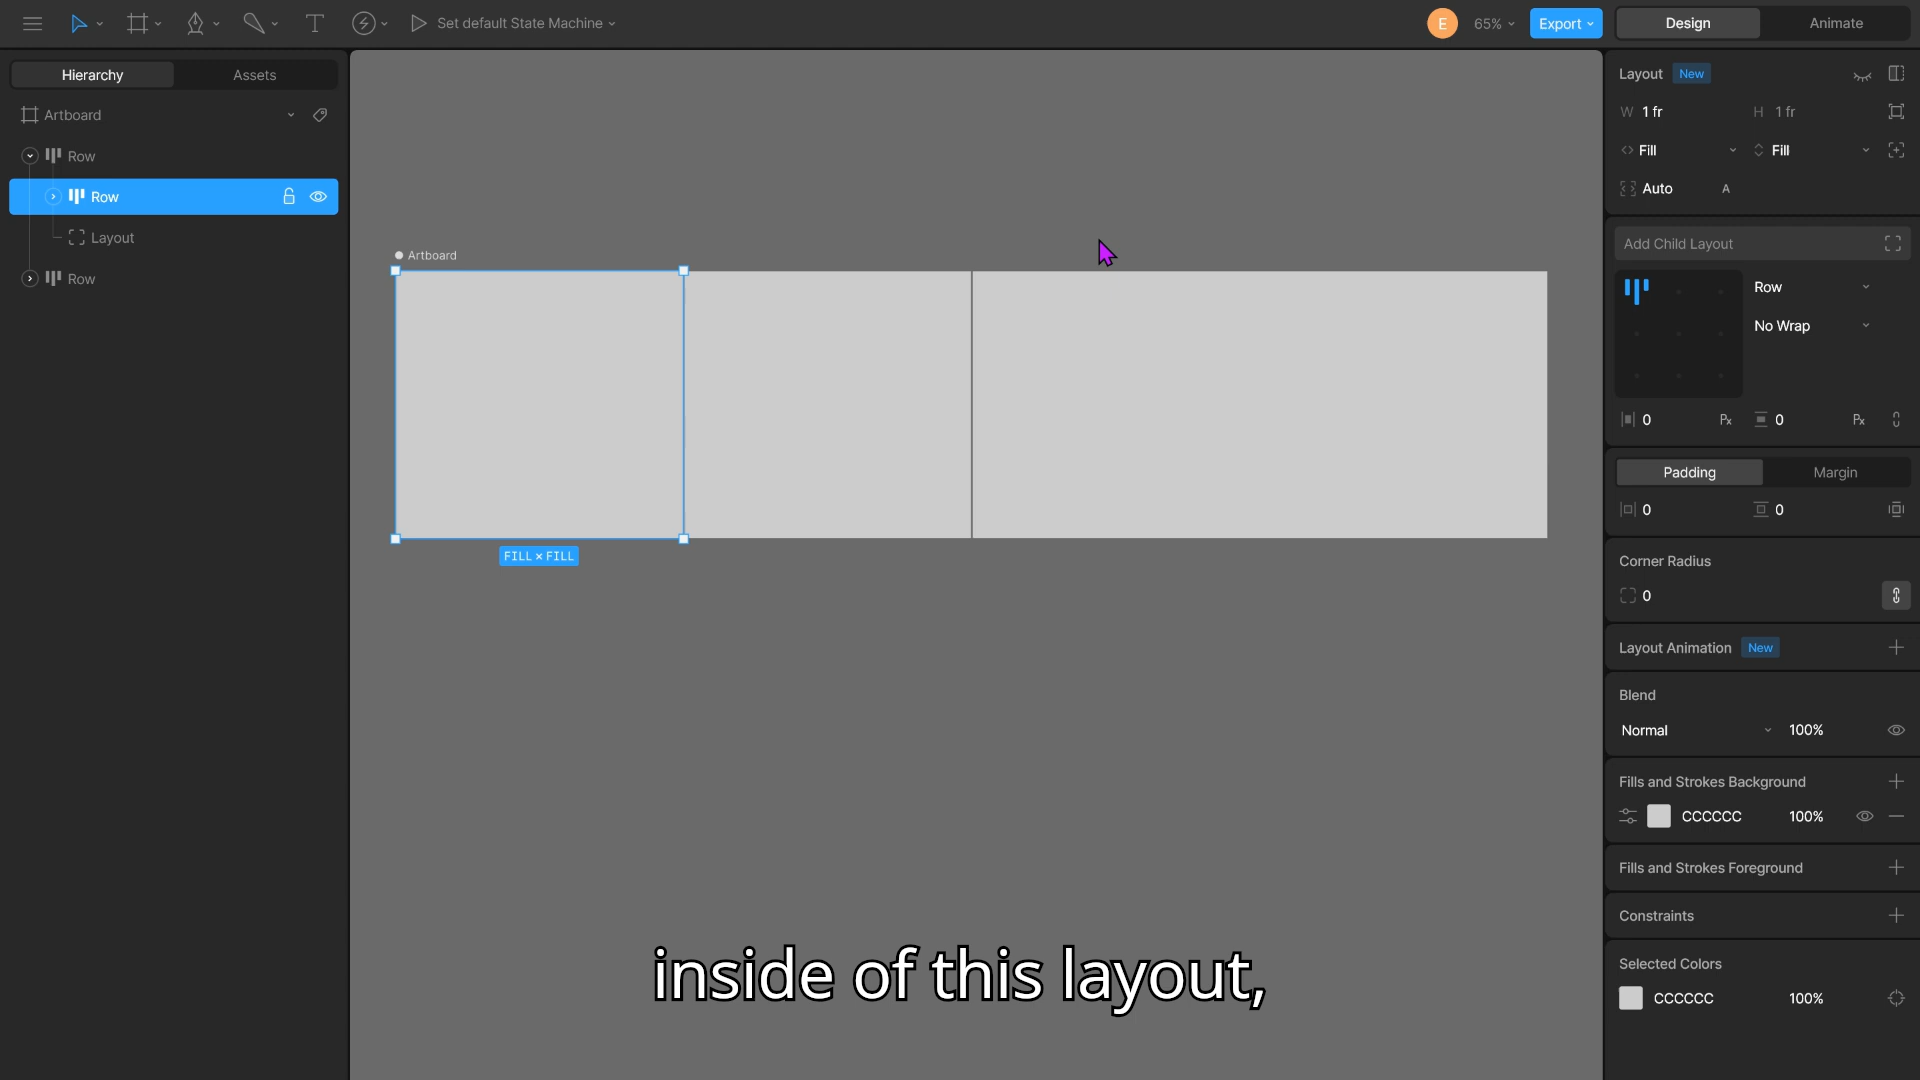 Set default State Machine
E
65%
Export
Design
Animate
Hierarchy
Assets
Artboard
Row
Row
Layout
Row
Artboard
FILL × FILL
inside of this layout,
Layout New
W 1 fr H 1 fr
Fill Fill
Auto A
Add Child Layout
Row
No Wrap
0 Px 0 Px
Padding Margin
0 0
Corner Radius
0
Layout Animation New
Blend
Normal 100%
Fills and Strokes Background
CCCCCC 100%
Fills and Strokes Foreground
Constraints
Selected Colors
CCCCCC 100%